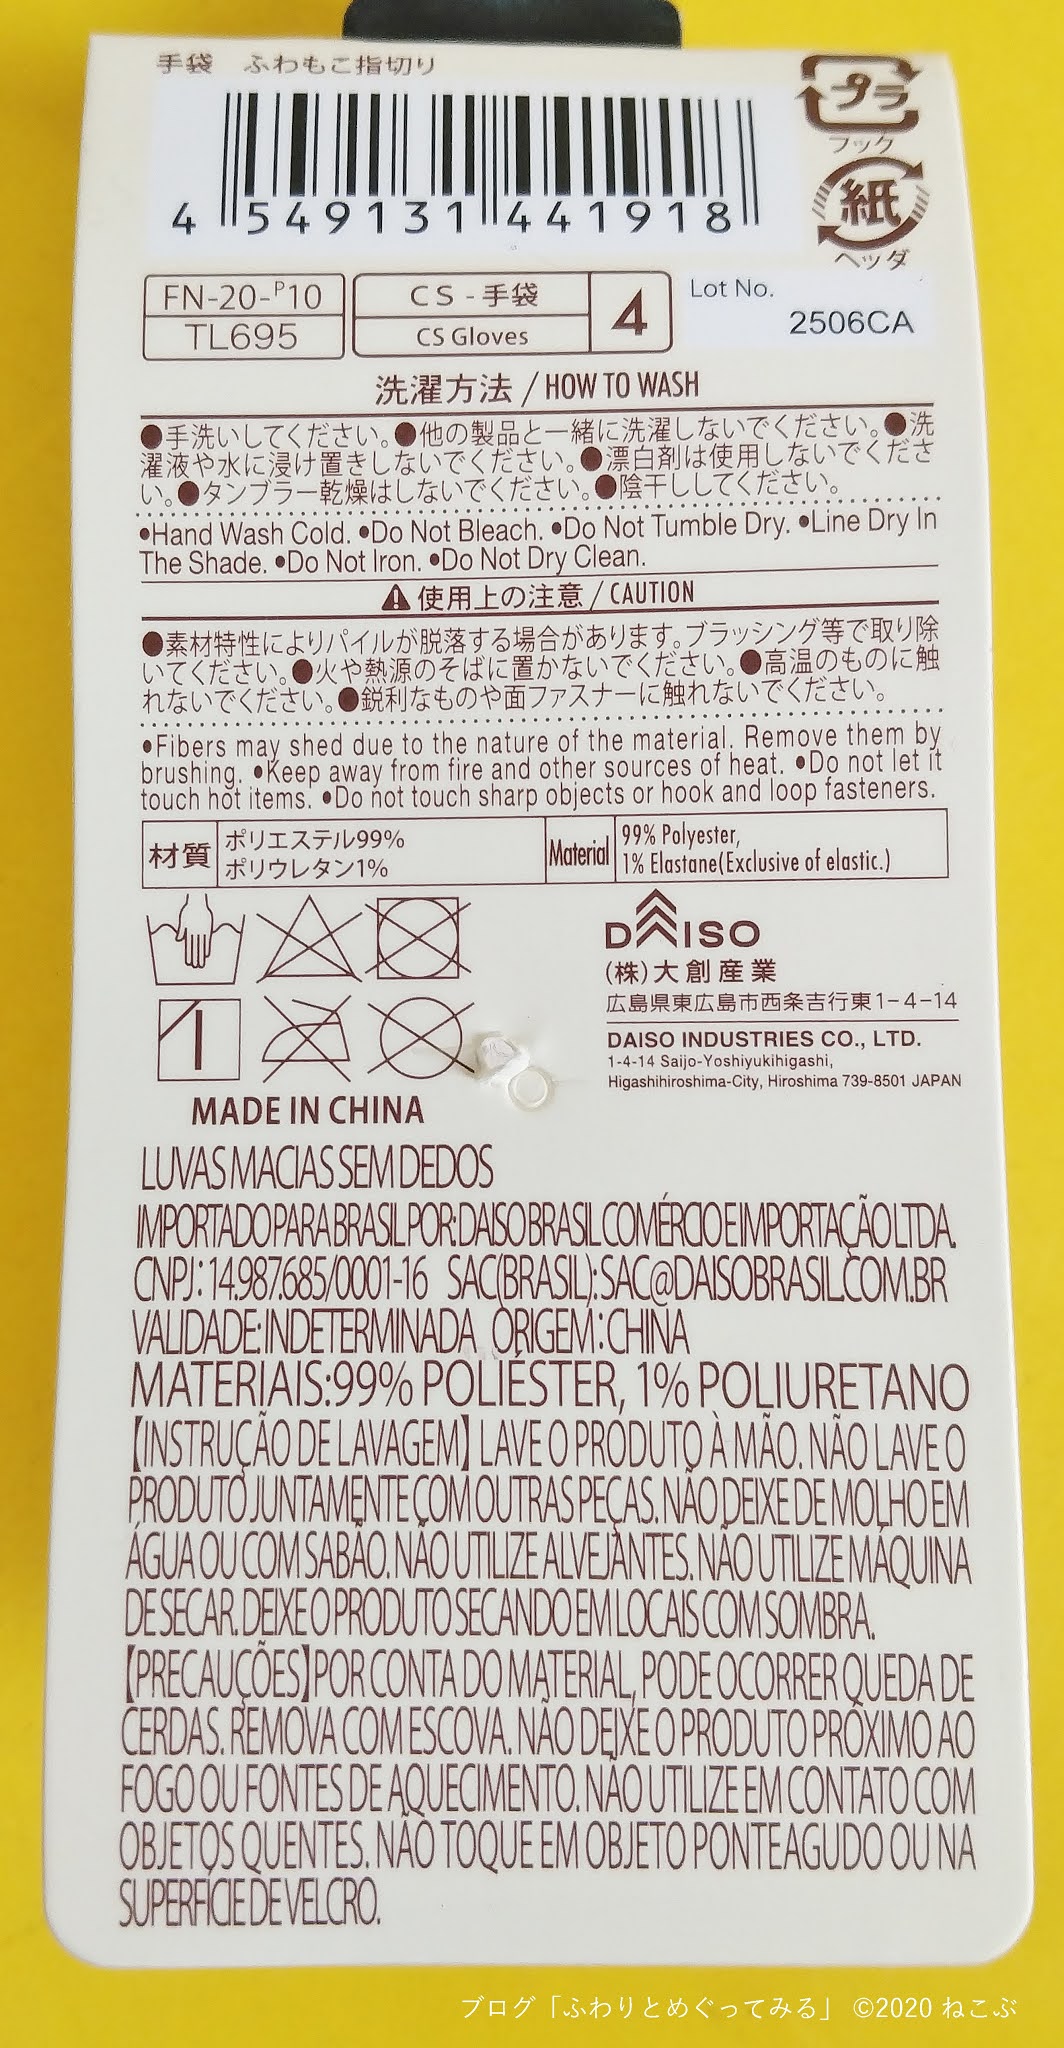 手袋　ふわもこ指切り
プラ
フック
紙
ヘッダ
4 549131 441918
FN-20-P10
TL695
CS-手袋
CS Gloves
4
Lot No.
2506CA
洗濯方法 / HOW TO WASH
●手洗いしてください。●他の製品と一緒に洗濯しないでください。●洗
濯液や水に浸け置きしないでください。●漂白剤は使用しないでくださ
い。●タンブラー乾燥はしないでください。●陰干ししてください。
•Hand Wash Cold. •Do Not Bleach. •Do Not Tumble Dry. •Line Dry In
The Shade. •Do Not Iron. •Do Not Dry Clean.
⚠使用上の注意 / CAUTION
●素材特性によりパイルが脱落する場合があります。ブラッシング等で取り除
いてください。●火や熱源のそばに置かないでください。●高温のものに触
れないでください。●鋭利なものや面ファスナーに触れないでください。
•Fibers may shed due to the nature of the material. Remove them by
brushing. •Keep away from fire and other sources of heat. •Do not let it
touch hot items. •Do not touch sharp objects or hook and loop fasteners.
材質
ポリエステル99%
ポリウレタン1%
Material
99% Polyester,
1% Elastane(Exclusive of elastic.)
DAISO
(株)大創産業
広島県東広島市西条吉行東1-4-14
DAISO INDUSTRIES CO., LTD.
1-4-14 Saijo-Yoshiyukihigashi,
Higashihiroshima-City, Hiroshima 739-8501 JAPAN
MADE IN CHINA
LUVAS MACIAS SEM DEDOS
IMPORTADO PARA BRASIL POR: DAISO BRASIL COMÉRCIO E IMPORTAÇÃO LTDA.
CNPJ: 14.987.685/0001-16 SAC(BRASIL): SAC@DAISOBRASIL.COM.BR
VALIDADE: INDETERMINADA ORIGEM: CHINA
MATERIAIS:99% POLIÉSTER, 1% POLIURETANO
【INSTRUÇÃO DE LAVAGEM】 LAVE O PRODUTO À MÃO. NÃO LAVE O
PRODUTO JUNTAMENTE COM OUTRAS PEÇAS. NÃO DEIXE DE MOLHO EM
ÁGUA OU COM SABÃO. NÃO UTILIZE ALVEJANTES. NÃO UTILIZE MÁQUINA
DE SECAR. DEIXE O PRODUTO SECANDO EM LOCAIS COM SOMBRA.
【PRECAUÇÕES】POR CONTA DO MATERIAL, PODE OCORRER QUEDA DE
CERDAS. REMOVA COM ESCOVA. NÃO DEIXE O PRODUTO PRÓXIMO AO
FOGO OU FONTES DE AQUECIMENTO. NÃO UTILIZE EM CONTATO COM
OBJETOS QUENTES. NÃO TOQUE EM OBJETO PONTEAGUDO OU NA
SUPERFÍCIE DE VELCRO.
ブログ「ふわりとめぐってみる」 ©2020 ねこぶ